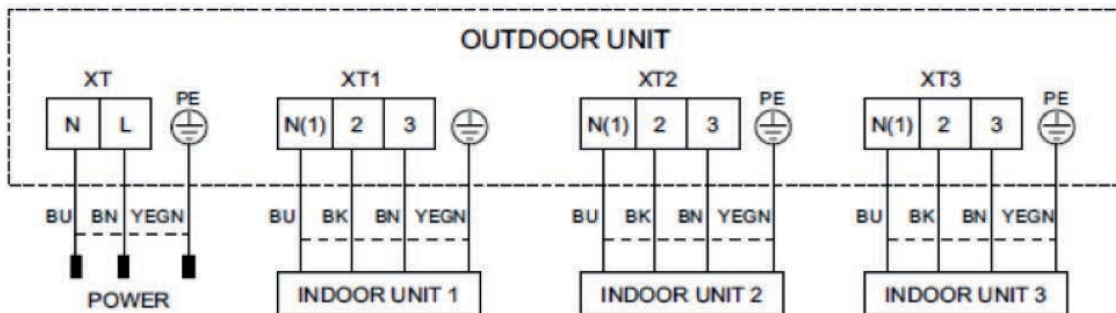 OUTDOOR UNIT
XT XT1 XT2 XT3
PE PE PE
N L N(1) 2 3 N(1) 2 3 N(1) 2 3
BU BN YEGN BU BK BN YEGN BU BK BN YEGN BU BK BN YEGN
POWER INDOOR UNIT 1 INDOOR UNIT 2 INDOOR UNIT 3